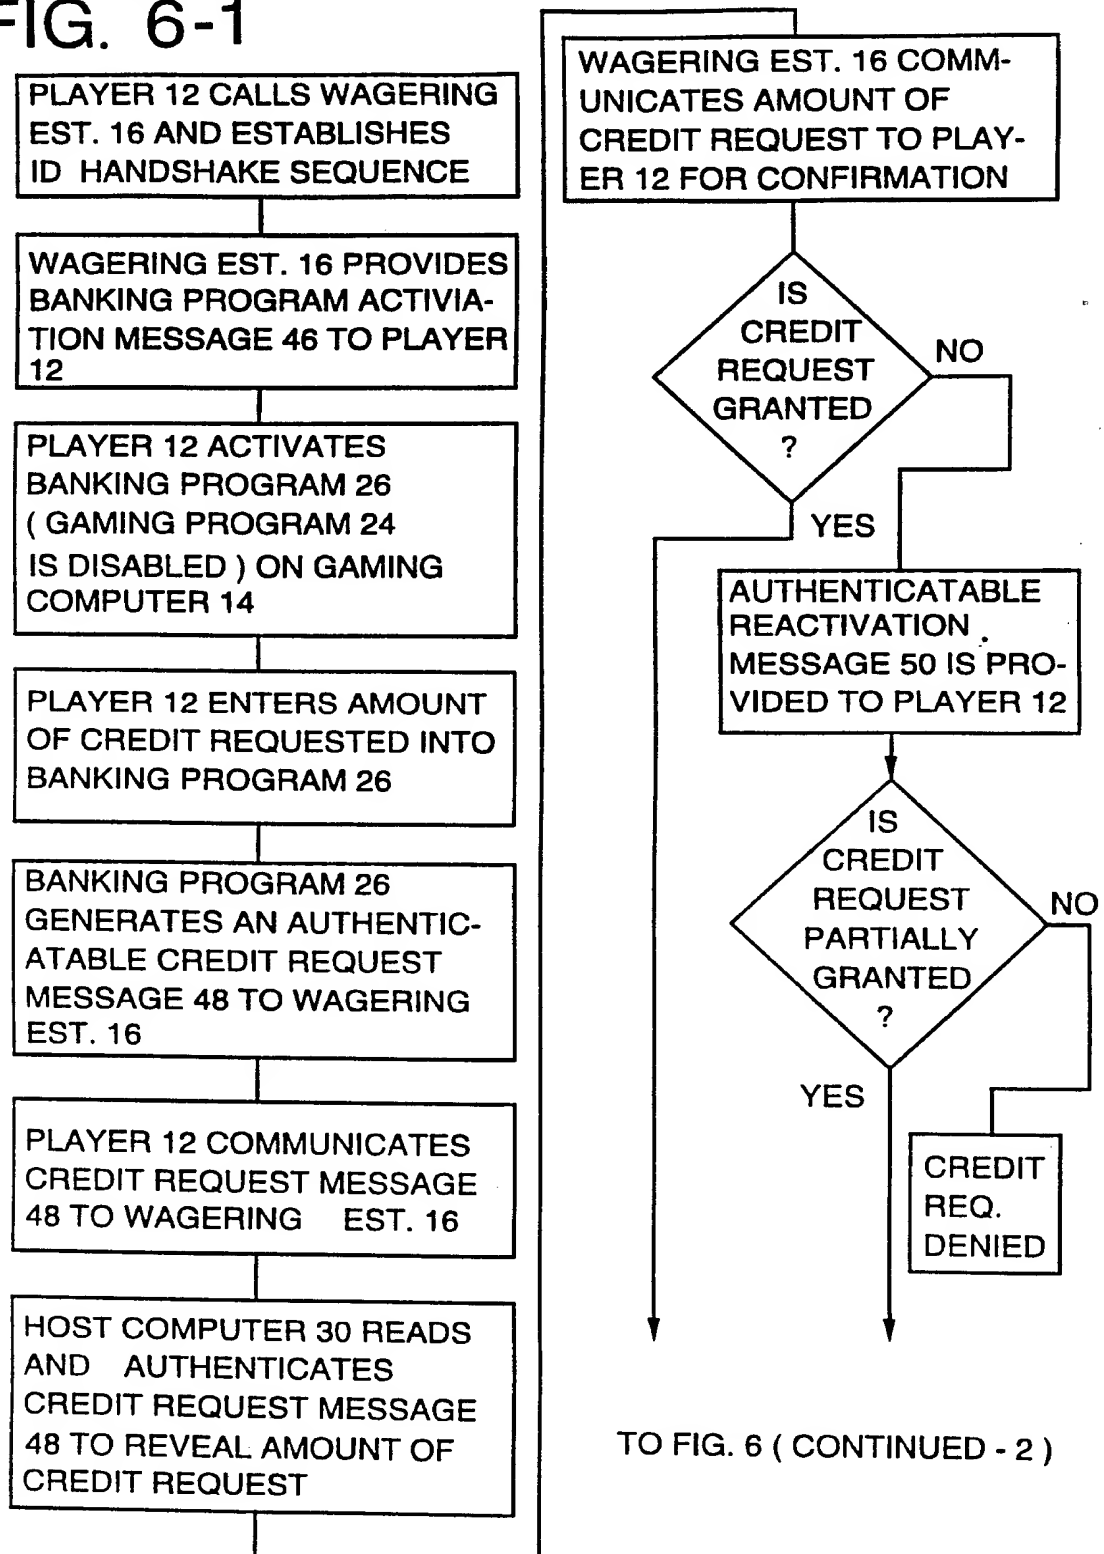 FIG. 6-1
PLAYER 12 CALLS WAGERING
EST. 16 AND ESTABLISHES
ID HANDSHAKE SEQUENCE
WAGERING EST. 16 PROVIDES
BANKING PROGRAM ACTIVIA-
TION MESSAGE 46 TO PLAYER
12
PLAYER 12 ACTIVATES
BANKING PROGRAM 26
( GAMING PROGRAM 24
IS DISABLED ) ON GAMING
COMPUTER 14
PLAYER 12 ENTERS AMOUNT
OF CREDIT REQUESTED INTO
BANKING PROGRAM 26
BANKING PROGRAM 26
GENERATES AN AUTHENTIC-
ATABLE CREDIT REQUEST
MESSAGE 48 TO WAGERING
EST. 16
PLAYER 12 COMMUNICATES
CREDIT REQUEST MESSAGE
48 TO WAGERING EST. 16
HOST COMPUTER 30 READS
AND AUTHENTICATES
CREDIT REQUEST MESSAGE
48 TO REVEAL AMOUNT OF
CREDIT REQUEST
WAGERING EST. 16 COMM-
UNICATES AMOUNT OF
CREDIT REQUEST TO PLAY-
ER 12 FOR CONFIRMATION
IS
CREDIT
REQUEST
GRANTED
?
NO
YES
AUTHENTICATABLE
REACTIVATION
MESSAGE 50 IS PRO-
VIDED TO PLAYER 12
IS
CREDIT
REQUEST
PARTIALLY
GRANTED
?
NO
YES
CREDIT
REQ.
DENIED
TO FIG. 6 ( CONTINUED - 2 )